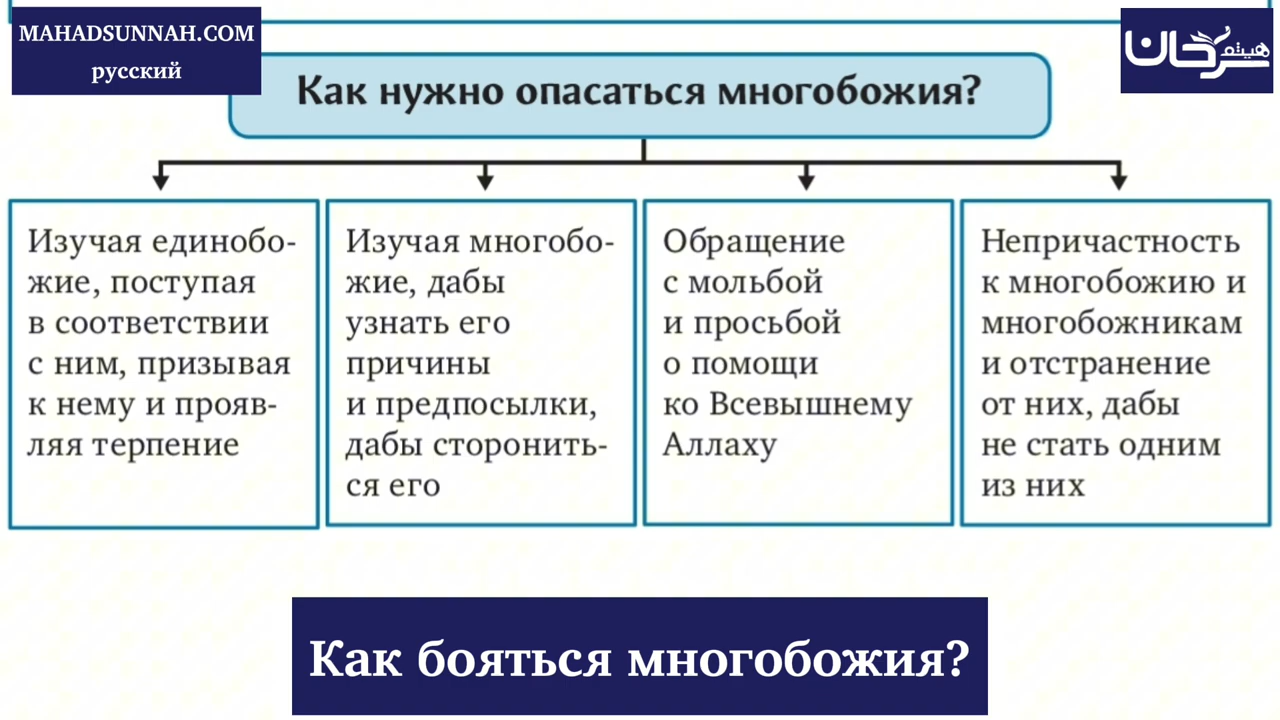 MAHADSUNNAH.COM
русский
هيثم
سرحان
Как нужно опасаться многобожия?
Изучая единобо-
жие, поступая
в соответствии
с ним, призывая
к нему и прояв-
ляя терпение
Изучая многобо-
жие, дабы
узнать его
причины
и предпосылки,
дабы сторонить-
ся его
Обращение
с мольбой
и просьбой
о помощи
ко Всевышнему
Аллаху
Непричастность
к многобожию и
многобожникам
и отстранение
от них, дабы
не стать одним
из них
Как бояться многобожия?